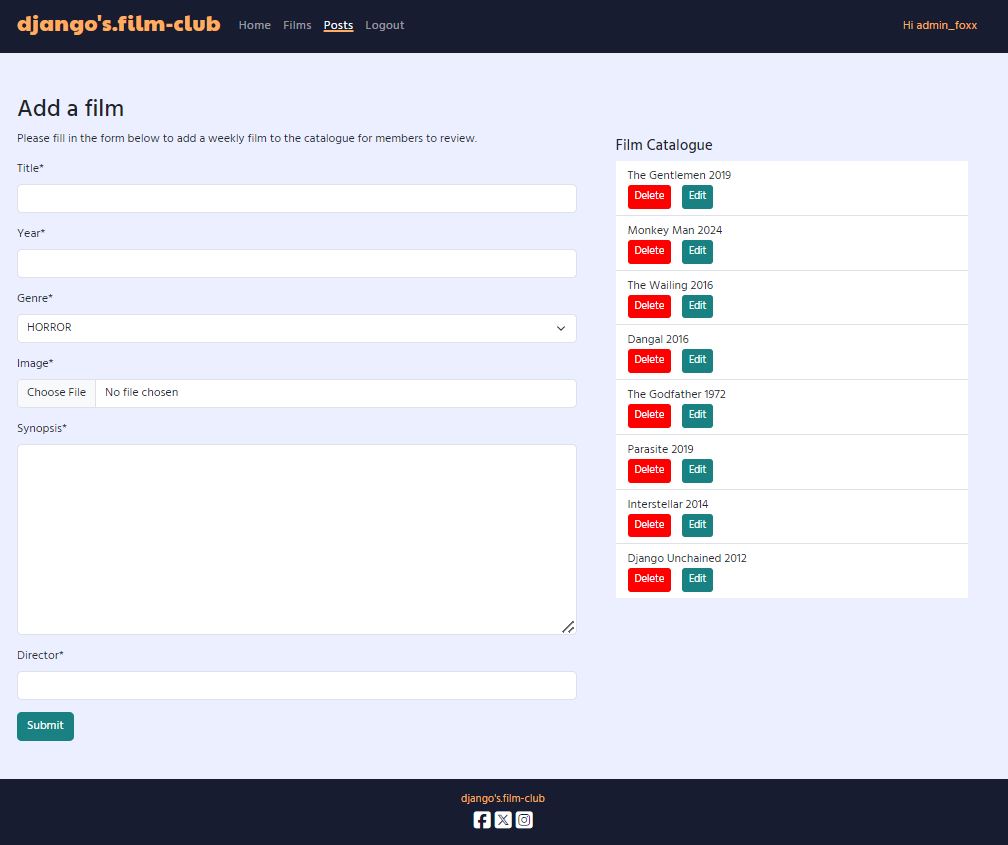 django's.film-club Home Films Posts Logout Hi admin_foxx
Add a film
Please fill in the form below to add a weekly film to the catalogue for members to review.
Title*
Year*
Genre*
HORROR
Image*
Choose File No file chosen
Synopsis*
Director*
Submit
Film Catalogue
The Gentlemen 2019
Delete Edit
Monkey Man 2024
Delete Edit
The Wailing 2016
Delete Edit
Dangal 2016
Delete Edit
The Godfather 1972
Delete Edit
Parasite 2019
Delete Edit
Interstellar 2014
Delete Edit
Django Unchained 2012
Delete Edit
django's.film-club